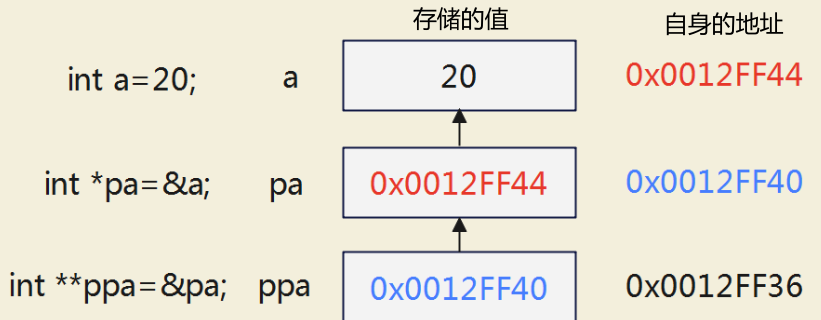 存储的值 自身的地址
int a=20; a 20 0x0012FF44
int *pa=&a; pa 0x0012FF44 0x0012FF40
int **ppa=&pa; ppa 0x0012FF40 0x0012FF36